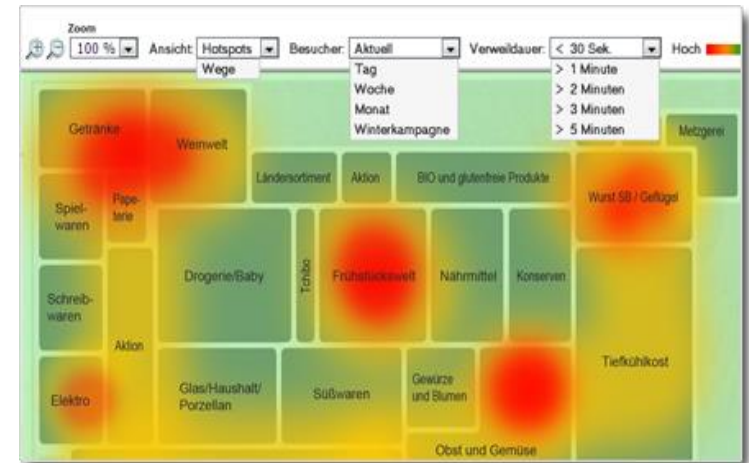 Zoom
100 %
Ansicht: Hotspots
Wege
Besucher: Aktuell
Tag
Woche
Monat
Winterkampagne
Verweildauer: < 30 Sek.
> 1 Minute
> 2 Minuten
> 3 Minuten
> 5 Minuten
Hoch
Getränke
Weinwelt
Metzgerei
Ländersortiment
Aktion
BIO und glutenfreie Produkte
Wurst SB / Geflügel
Spiel-
waren
Pape-
terie
Drogerie/Baby
Tchibo
Frühstückswelt
Nährmittel
Konserven
Schreib-
waren
Aktion
Tiefkühlkost
Elektro
Glas/Haushalt/
Porzellan
Süßwaren
Gewürze
und Blumen
Obst und Gemüse